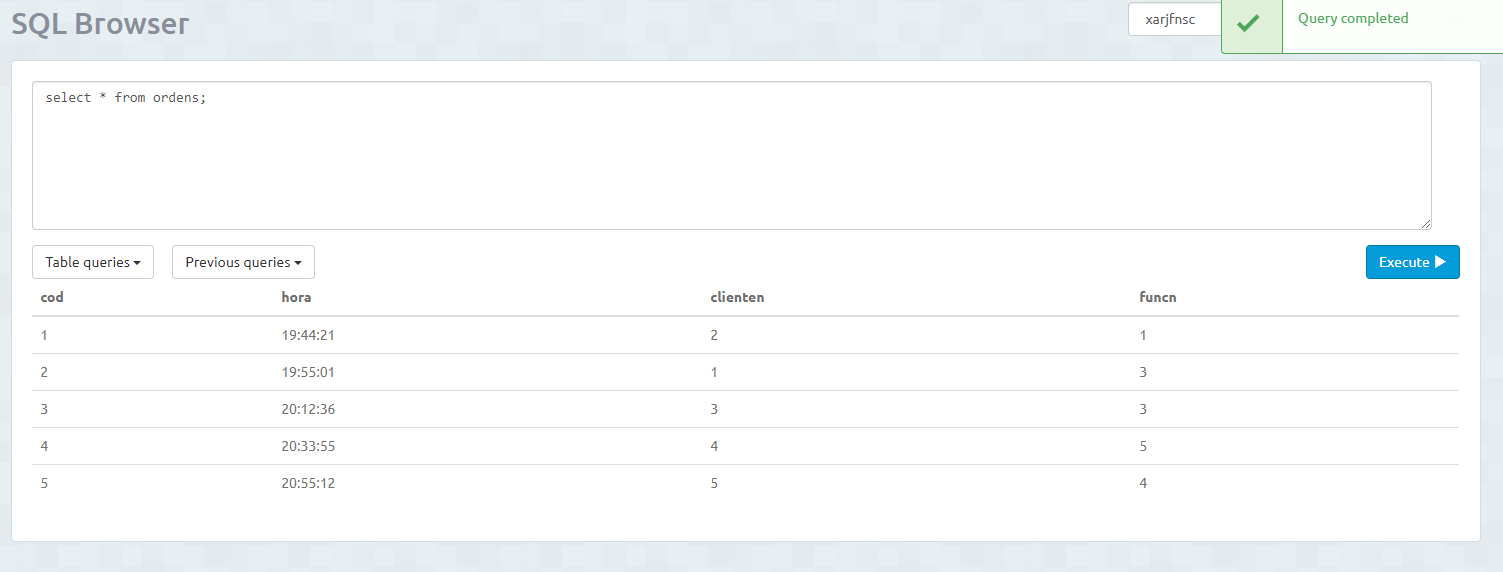 SQL Browser
xarjfnsc
Query completed
select * from ordens;
Table queries
Previous queries
Execute
cod hora clienten funcn
1 19:44:21 2 1
2 19:55:01 1 3
3 20:12:36 3 3
4 20:33:55 4 5
5 20:55:12 5 4